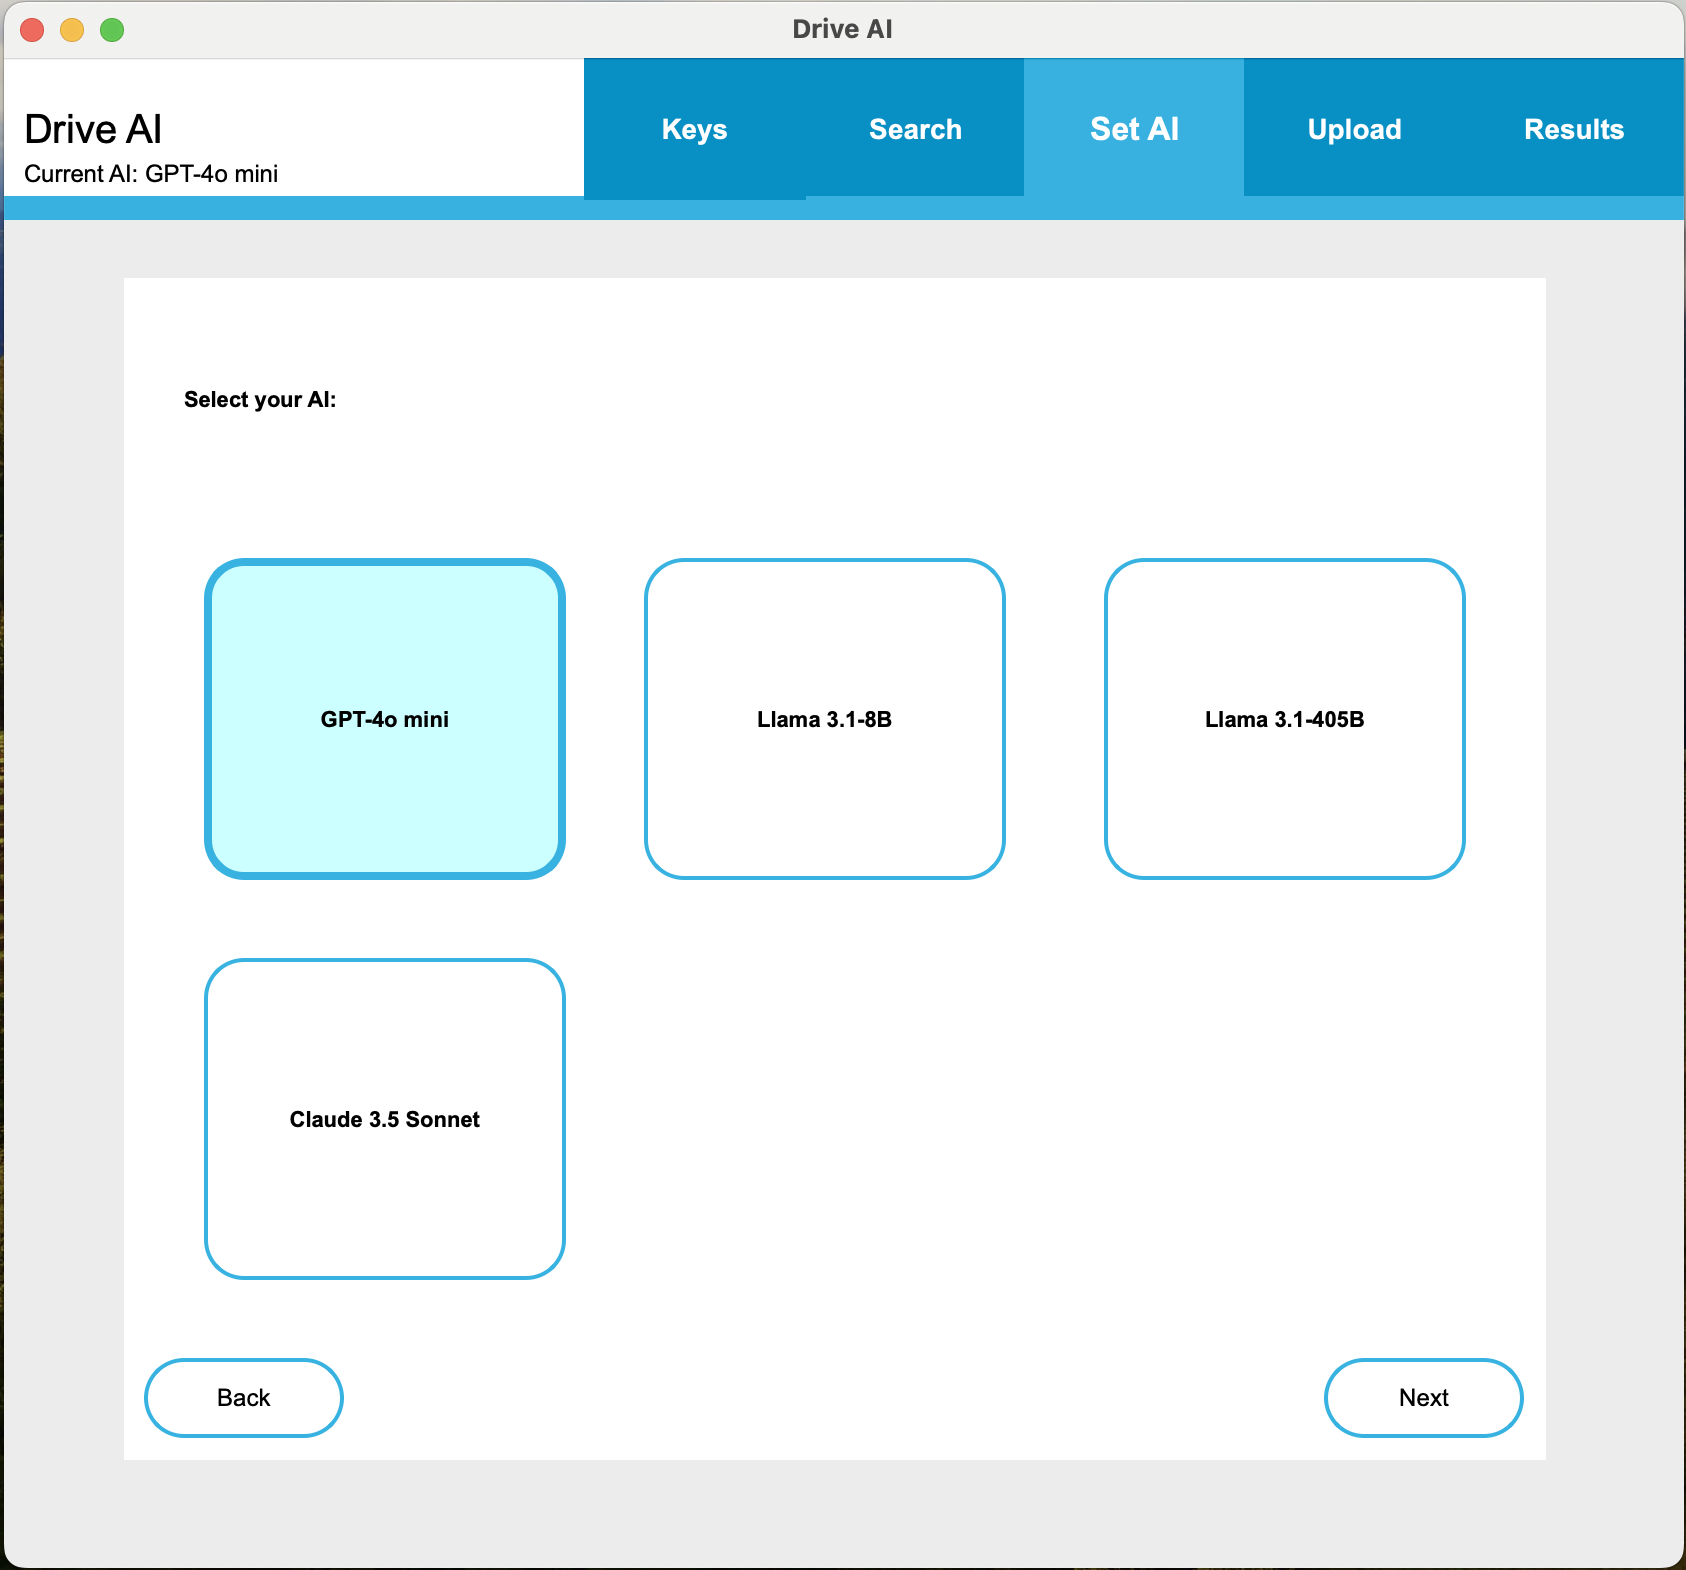 Drive AI
Drive AI
Current AI: GPT-4o mini
Keys
Search
Set AI
Upload
Results
Select your AI:
GPT-4o mini
Llama 3.1-8B
Llama 3.1-405B
Claude 3.5 Sonnet
Back
Next